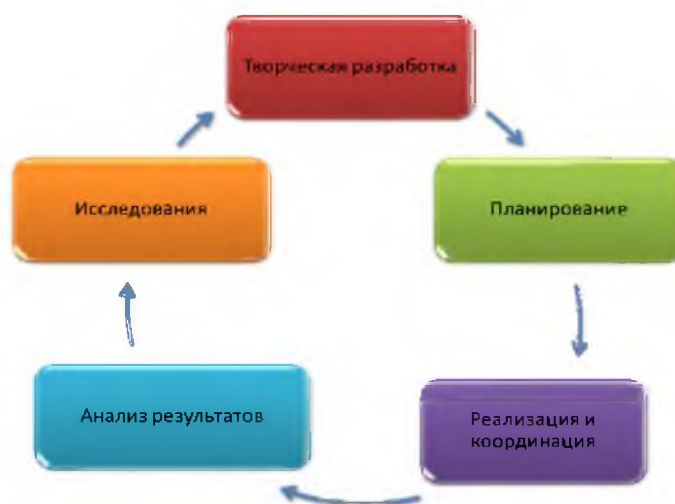 Творческая разработка
Исследования
Планирование
Анализ результатов
Реализация и
координация